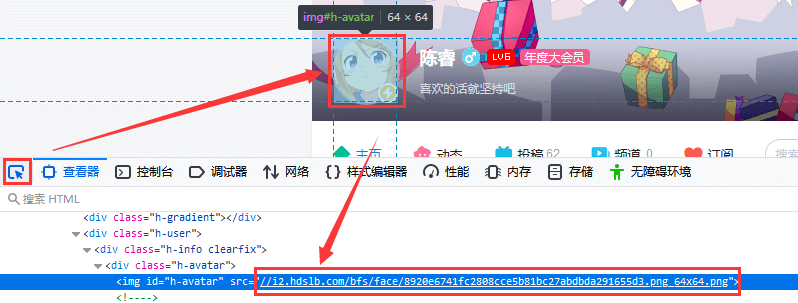 img#h-avatar | 64 × 64
陈睿 LV6 年度大会员
喜欢的话就坚持吧
主页 动态 投稿 62 频道 0 订阅
查看器 控制台 调试器 网络 {} 样式编辑器 性能 内存 存储 无障碍环境
搜索 HTML
<div class="h-gradient"></div>
<div class="h-user">
<div class="h-info clearfix">
<div class="h-avatar">
<img id="h-avatar" src="//i2.hdslb.com/bfs/face/8920e6741fc2808cce5b81bc27abdbda291655d3.png_64x64.png">
<!---->